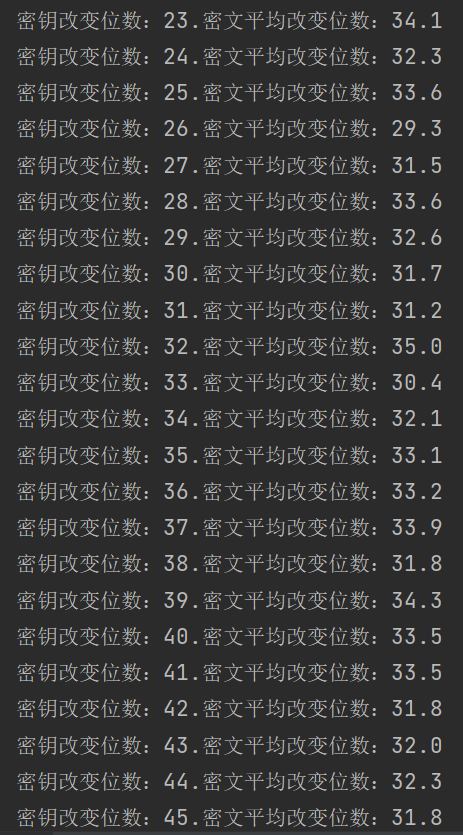 密钥改变位数：23.密文平均改变位数：34.1
密钥改变位数：24.密文平均改变位数：32.3
密钥改变位数：25.密文平均改变位数：33.6
密钥改变位数：26.密文平均改变位数：29.3
密钥改变位数：27.密文平均改变位数：31.5
密钥改变位数：28.密文平均改变位数：33.6
密钥改变位数：29.密文平均改变位数：32.6
密钥改变位数：30.密文平均改变位数：31.7
密钥改变位数：31.密文平均改变位数：31.2
密钥改变位数：32.密文平均改变位数：35.0
密钥改变位数：33.密文平均改变位数：30.4
密钥改变位数：34.密文平均改变位数：32.1
密钥改变位数：35.密文平均改变位数：33.1
密钥改变位数：36.密文平均改变位数：33.2
密钥改变位数：37.密文平均改变位数：33.9
密钥改变位数：38.密文平均改变位数：31.8
密钥改变位数：39.密文平均改变位数：34.3
密钥改变位数：40.密文平均改变位数：33.5
密钥改变位数：41.密文平均改变位数：33.5
密钥改变位数：42.密文平均改变位数：31.8
密钥改变位数：43.密文平均改变位数：32.0
密钥改变位数：44.密文平均改变位数：32.3
密钥改变位数：45.密文平均改变位数：31.8